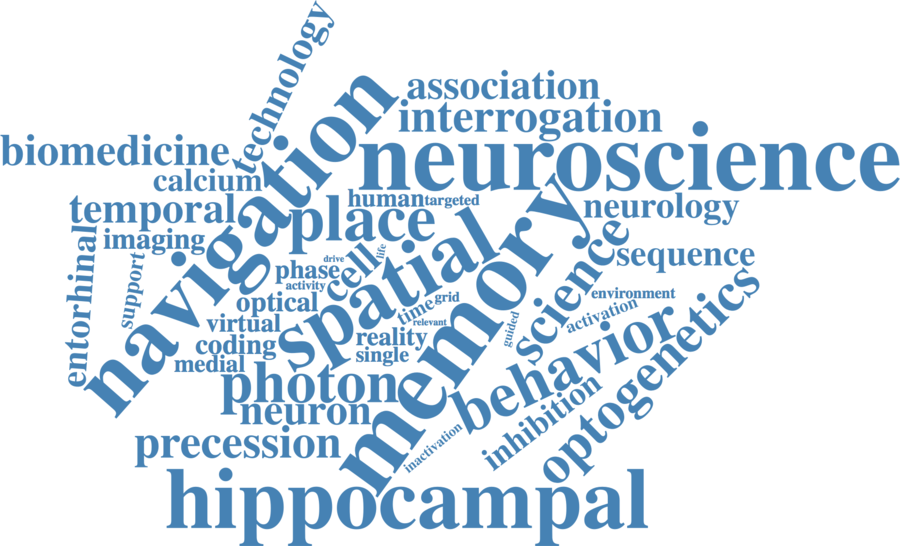 technology
navigation
association
interrogation
neuroscience
biomedicine
calcium
temporal
human
targeted
place
memory
neurology
imaging
entorhinal
support
science
sequence
spatial
cell
drive
life
phase
activity
optical
time
grid
relevant
virtual
reality
coding
single
medial
guided
environment
activation
optogenetics
behavior
photon
neuron
inhibition
inactivation
precession
hippocampal